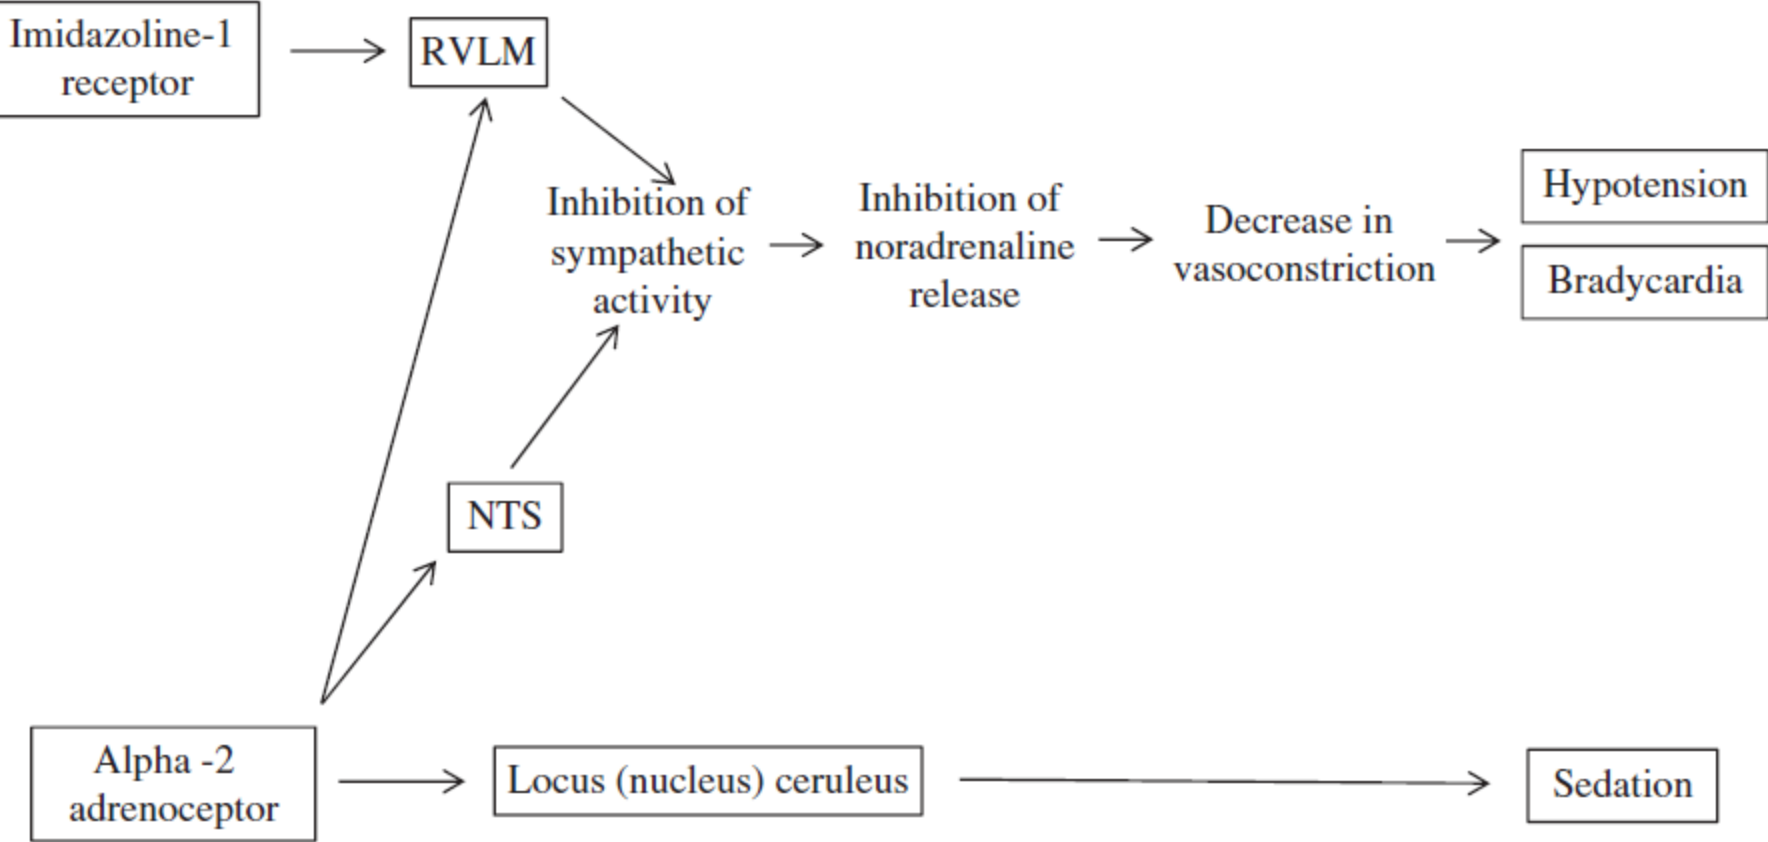 Imidazoline-1
receptor
RVLM
Inhibition of
sympathetic
activity
Inhibition of
noradrenaline
release
Decrease in
vasoconstriction
Hypotension
Bradycardia
NTS
Alpha -2
adrenoceptor
Locus (nucleus) ceruleus
Sedation